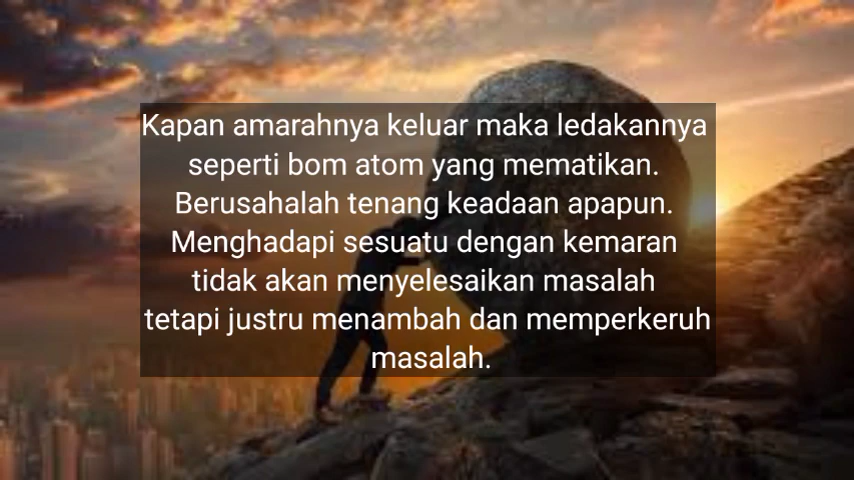 Kapan amarahnya keluar maka ledakannya
seperti bom atom yang mematikan.
Berusahalah tenang keadaan apapun.
Menghadapi sesuatu dengan kemaran
tidak akan menyelesaikan masalah
tetapi justru menambah dan memperkeruh
masalah.